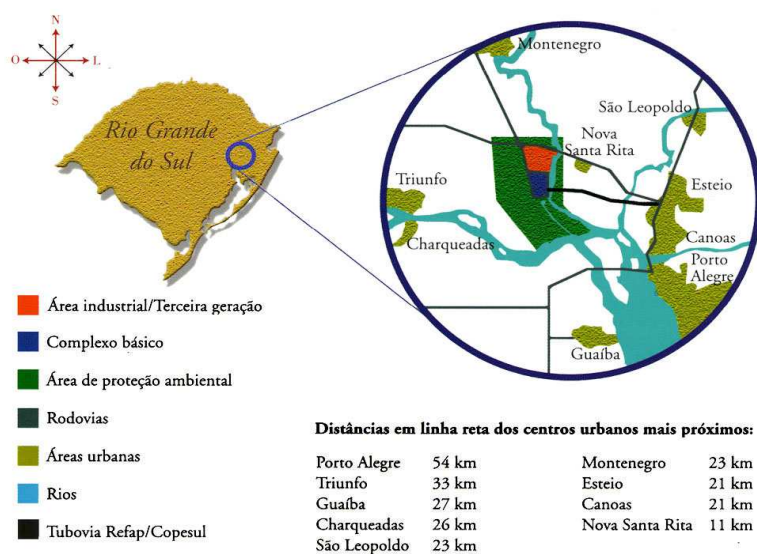 N
O
L
S
Rio Grande
do Sul
Montenegro
São Leopoldo
Nova
Santa Rita
Triunfo
Esteio
Charqueadas
Canoas
Porto
Alegre
Guaíba
Área industrial/Terceira geração
Complexo básico
Área de proteção ambiental
Rodovias
Áreas urbanas
Rios
Tubovia Refap/Copesul
Distâncias em linha reta dos centros urbanos mais próximos:
Porto Alegre 54 km
Triunfo 33 km
Guaíba 27 km
Charqueadas 26 km
São Leopoldo 23 km
Montenegro 23 km
Esteio 21 km
Canoas 21 km
Nova Santa Rita 11 km